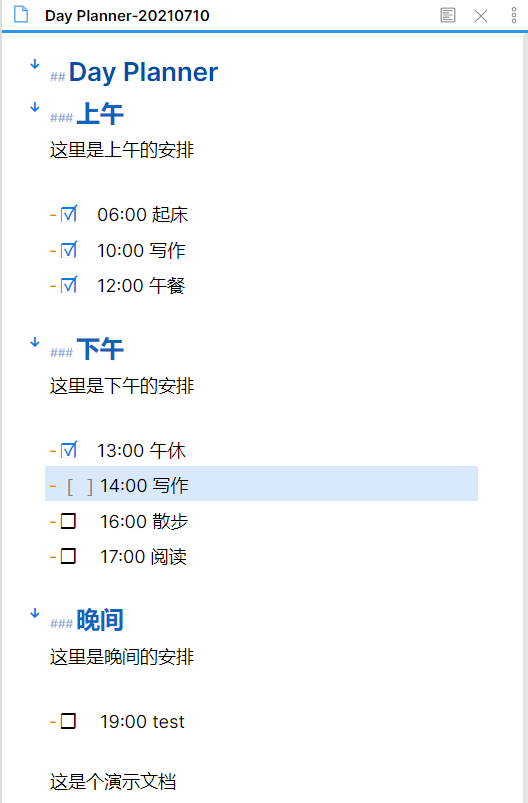 Day Planner-20210710
## Day Planner
### 上午
这里是上午的安排
- ☑ 06:00 起床
- ☑ 10:00 写作
- ☑ 12:00 午餐
### 下午
这里是下午的安排
- ☑ 13:00 午休
- [ ] 14:00 写作
- ☐ 16:00 散步
- ☐ 17:00 阅读
### 晚间
这里是晚间的安排
- ☐ 19:00 test
这是个演示文档